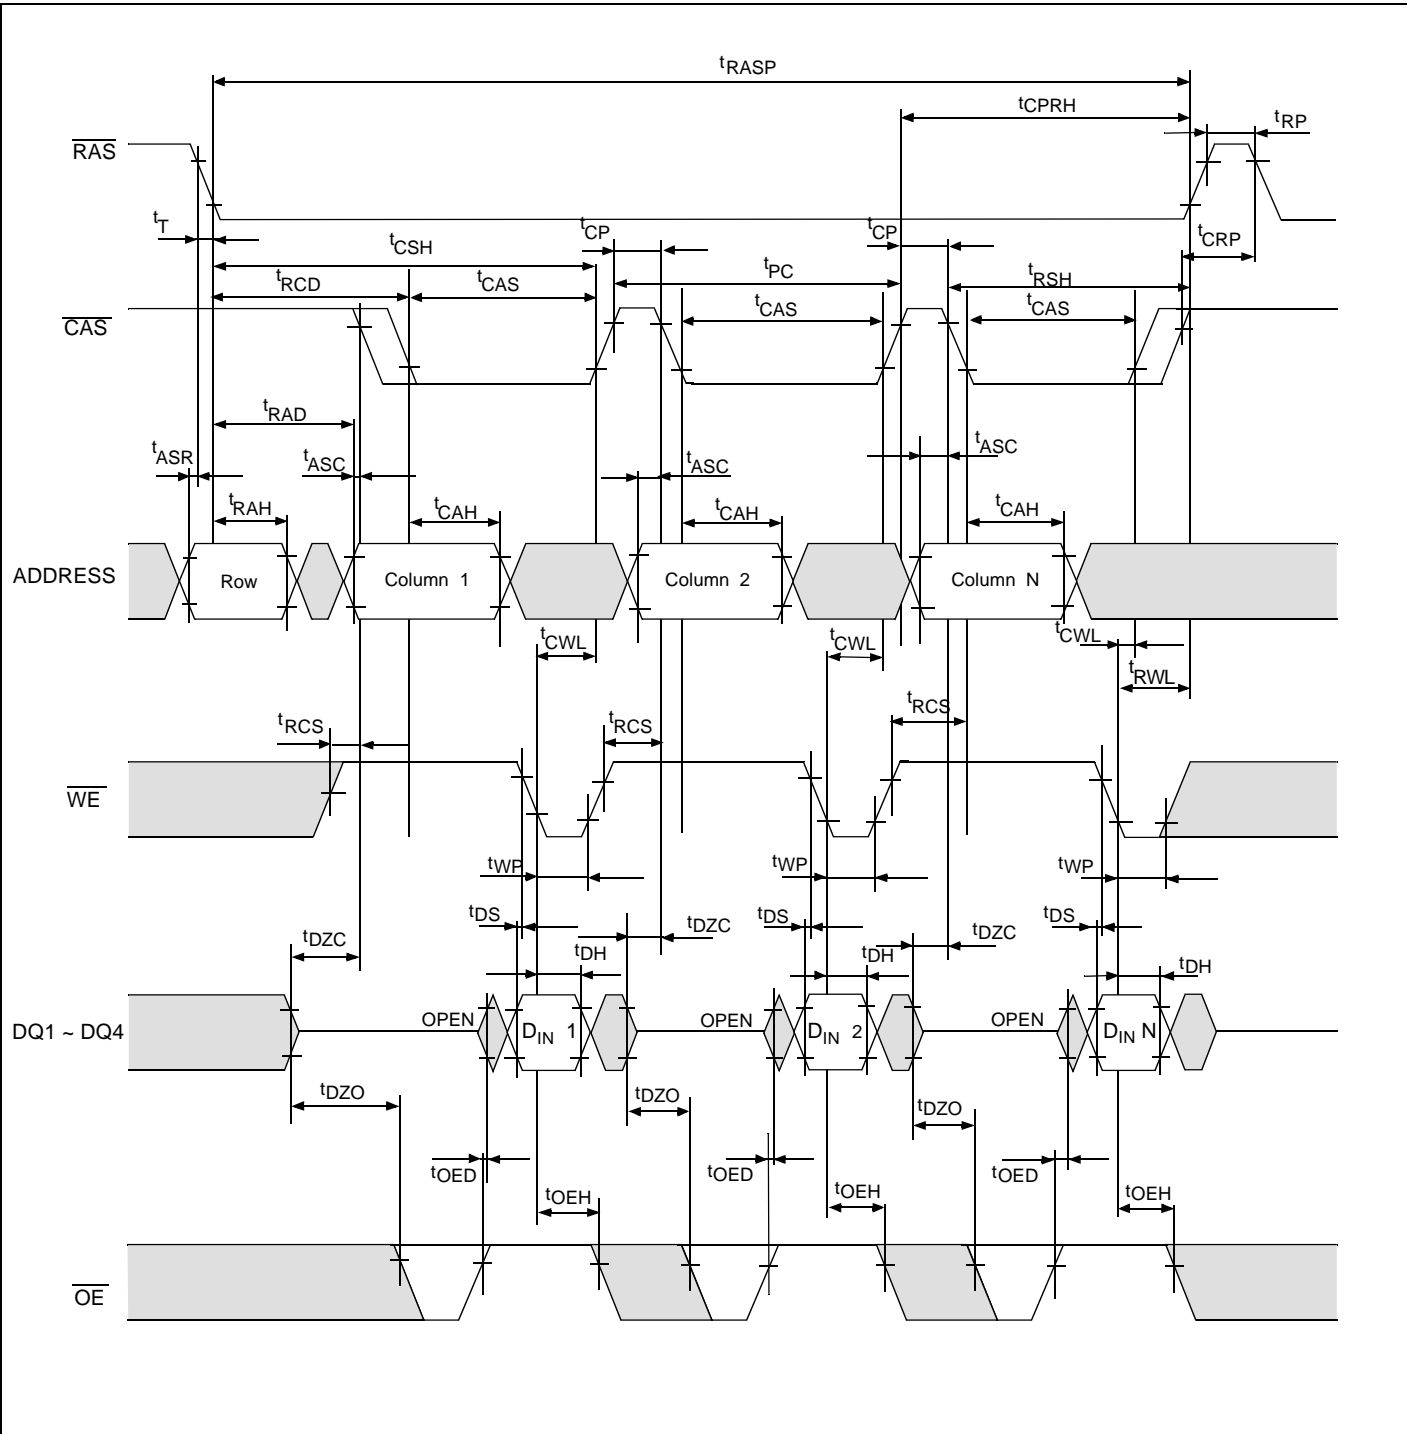 tRASP
tCPRH
tRP
RAS
tT
tCSH
tCP
tCP
tCRP
tRCD
tCAS
tPC
tRSH
CAS
tCAS
tCAS
tRAD
tASR
tASC
tASC
tASC
tRAH
tCAH
tCAH
tCAH
ADDRESS
Row
Column 1
Column 2
Column N
tCWL
tCWL
tCWL
tRWL
tRCS
tRCS
tRCS
WE
tWP
tWP
tWP
tDS
tDZC
tDS
tDZC
tDS
tDZC
tDH
tDH
tDH
DQ1 ~ DQ4
OPEN
DIN 1
OPEN
DIN 2
OPEN
DIN N
tDZO
tDZO
tDZO
tOED
tOED
tOED
tOEH
tOEH
tOEH
OE